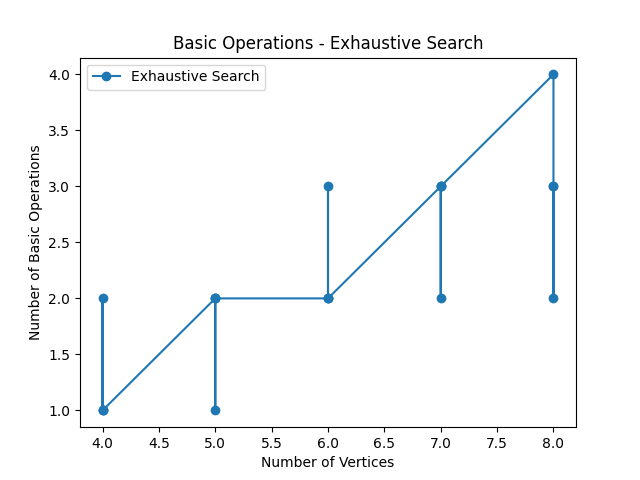 Basic Operations - Exhaustive Search
Exhaustive Search
Number of Basic Operations
4.0
3.5
3.0
2.5
2.0
1.5
1.0
4.0 4.5 5.0 5.5 6.0 6.5 7.0 7.5 8.0
Number of Vertices